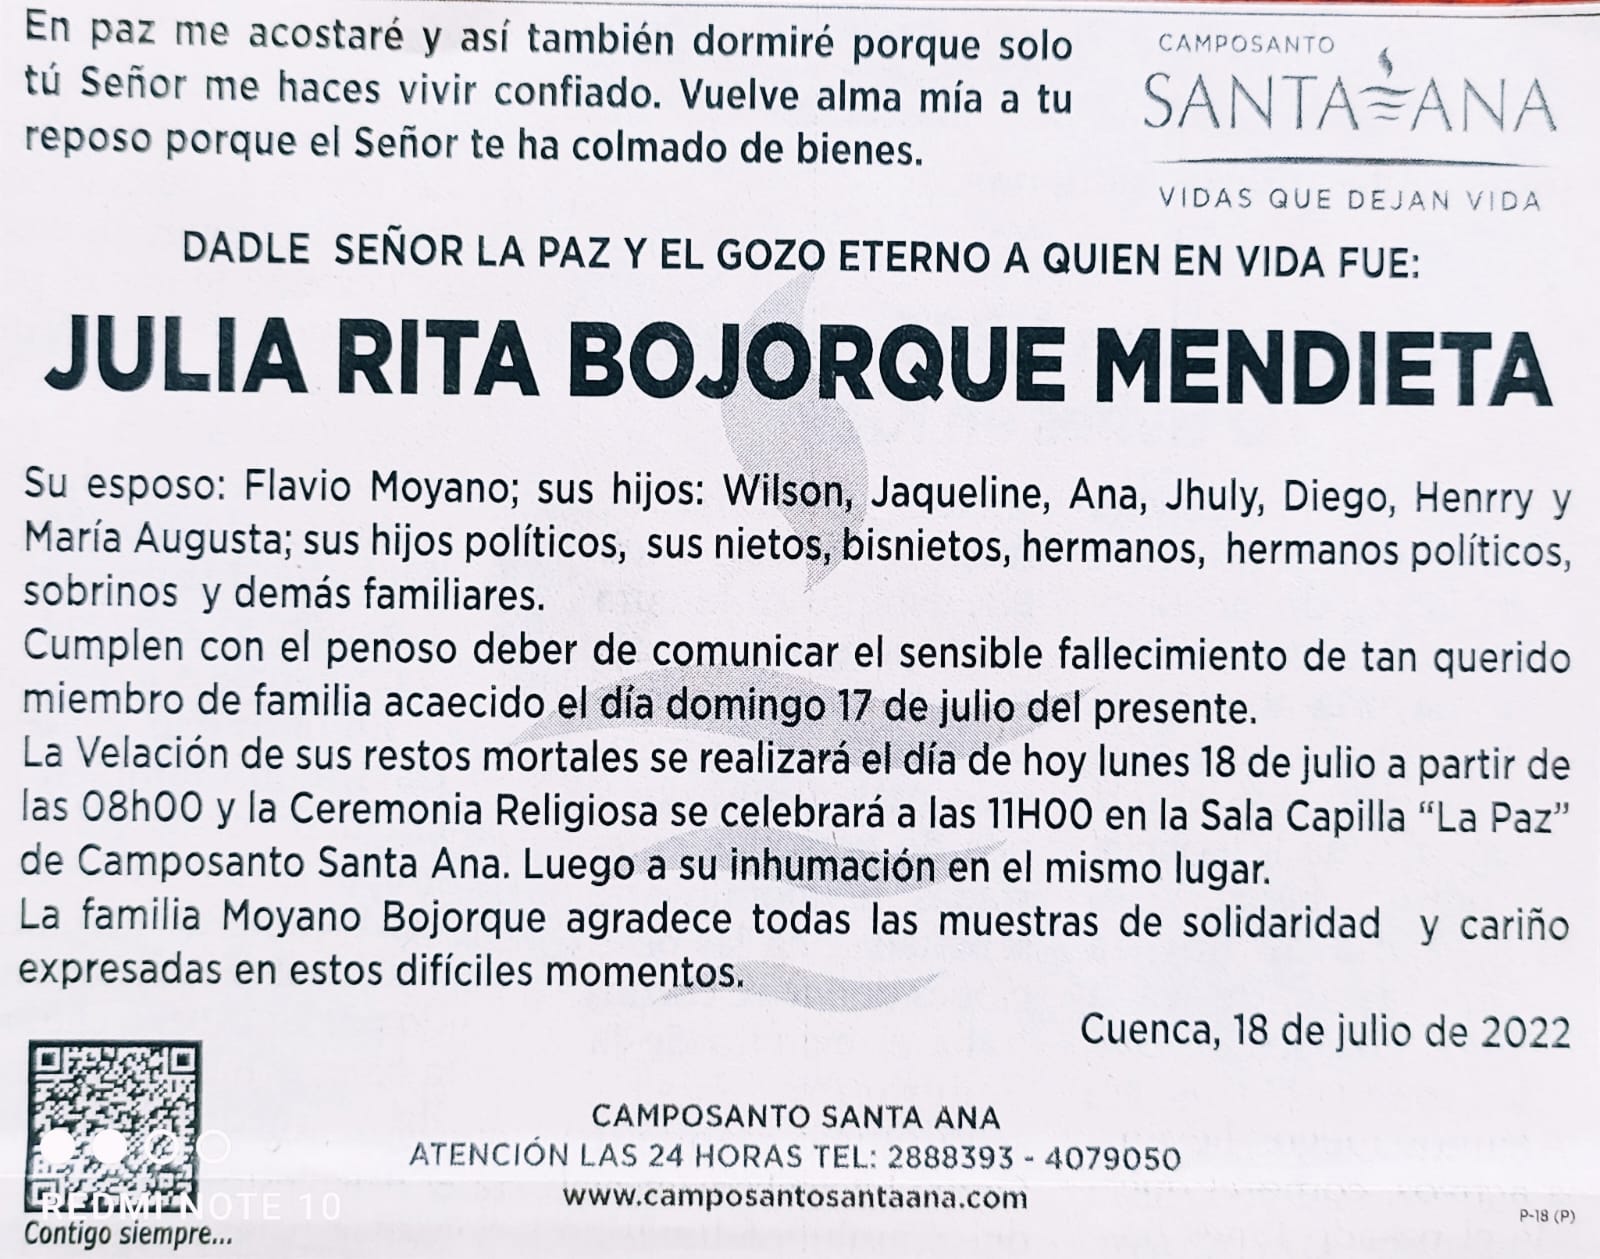 En paz me acostaré y así también dormiré porque solo
tú Señor me haces vivir confiado. Vuelve alma mía a tu
reposo porque el Señor te ha colmado de bienes.
CAMPOSANTO
SANTA ANA
VIDAS QUE DEJAN VIDA
DADLE SEÑOR LA PAZ Y EL GOZO ETERNO A QUIEN EN VIDA FUE:
JULIA RITA BOJORQUE MENDIETA
Su esposo: Flavio Moyano; sus hijos: Wilson, Jaqueline, Ana, Jhuly, Diego, Henrry y
María Augusta; sus hijos políticos, sus nietos, bisnietos, hermanos, hermanos políticos,
sobrinos y demás familiares.
Cumplen con el penoso deber de comunicar el sensible fallecimiento de tan querido
miembro de familia acaecido el día domingo 17 de julio del presente.
La Velación de sus restos mortales se realizará el día de hoy lunes 18 de julio a partir de
las 08h00 y la Ceremonia Religiosa se celebrará a las 11H00 en la Sala Capilla “La Paz”
de Camposanto Santa Ana. Luego a su inhumación en el mismo lugar.
La familia Moyano Bojorque agradece todas las muestras de solidaridad y cariño
expresadas en estos difíciles momentos.
Cuenca, 18 de julio de 2022
CAMPOSANTO SANTA ANA
ATENCIÓN LAS 24 HORAS TEL: 2888393 - 4079050
www.camposantosantaana.com
REDMI NOTE 10
Contigo siempre...
P-18 (P)